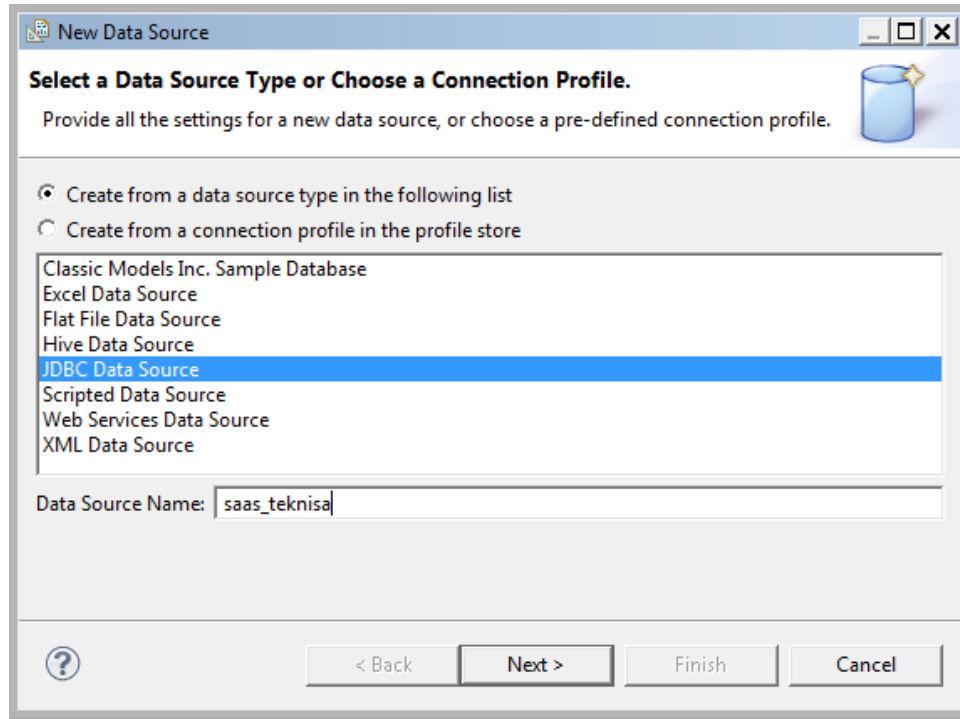 New Data Source
Select a Data Source Type or Choose a Connection Profile.
Provide all the settings for a new data source, or choose a pre-defined connection profile.
Create from a data source type in the following list
Create from a connection profile in the profile store
Classic Models Inc. Sample Database
Excel Data Source
Flat File Data Source
Hive Data Source
JDBC Data Source
Scripted Data Source
Web Services Data Source
XML Data Source
Data Source Name: saas_teknisa
? < Back Next > Finish Cancel